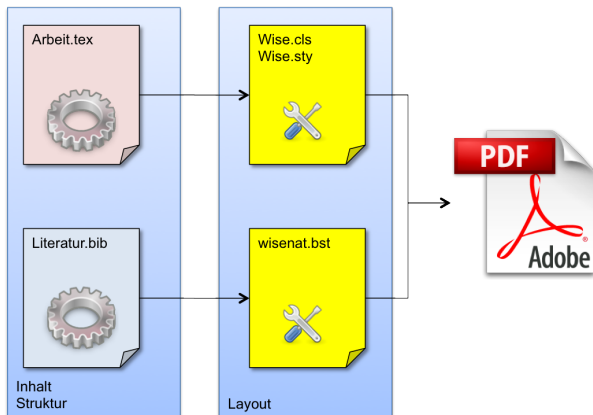 Arbeit.tex
Wise.cls
Wise.sty
PDF
Adobe
®
Literatur.bib
wisenat.bst
Inhalt
Struktur
Layout